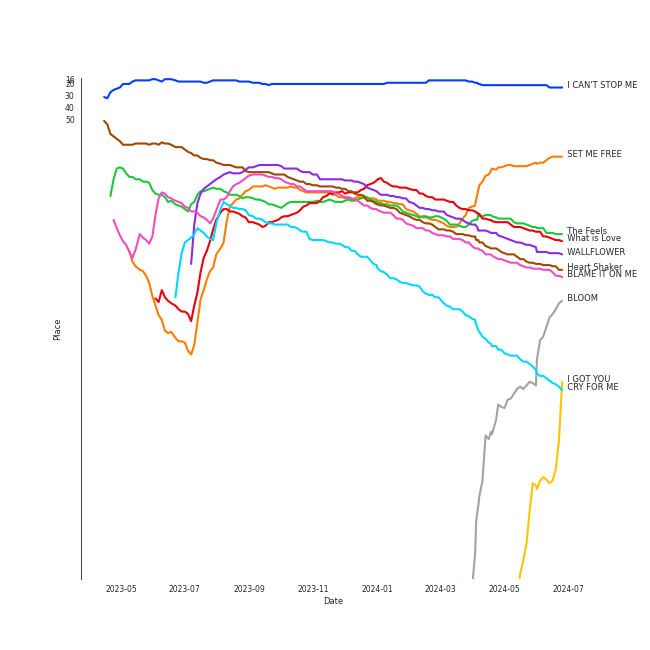 16
20
30
40
50
I CAN'T STOP ME
SET ME FREE
The Feels
What is Love
WALLFLOWER
Heart Shaker
BLAME IT ON ME
BLOOM
I GOT YOU
CRY FOR ME
Place
2023-05 2023-07 2023-09 2023-11 2024-01 2024-03 2024-05 2024-07
Date